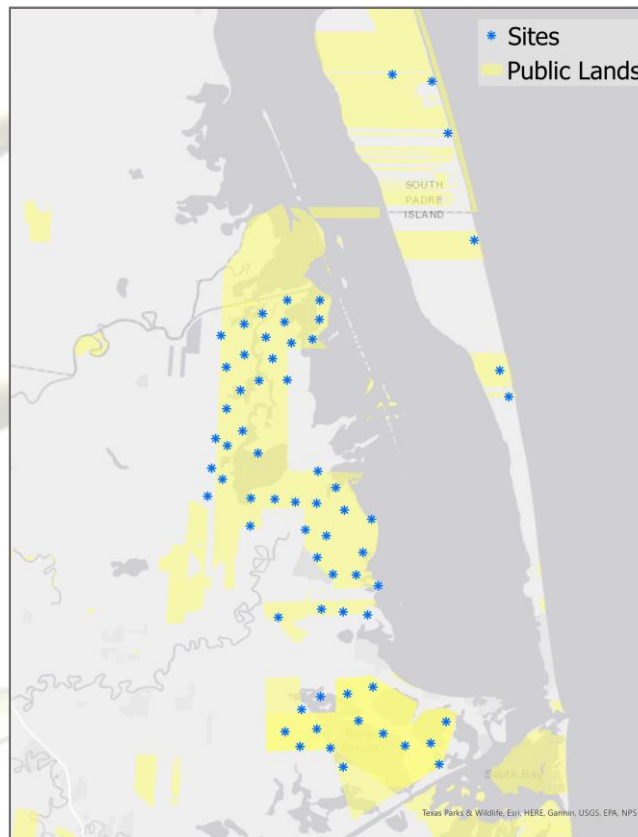 Sites
Public Lands
SOUTH
PADRE
ISLAND
South Bay
Texas Parks & Wildlife, Esri, HERE, Garmin, USGS, EPA, NPS